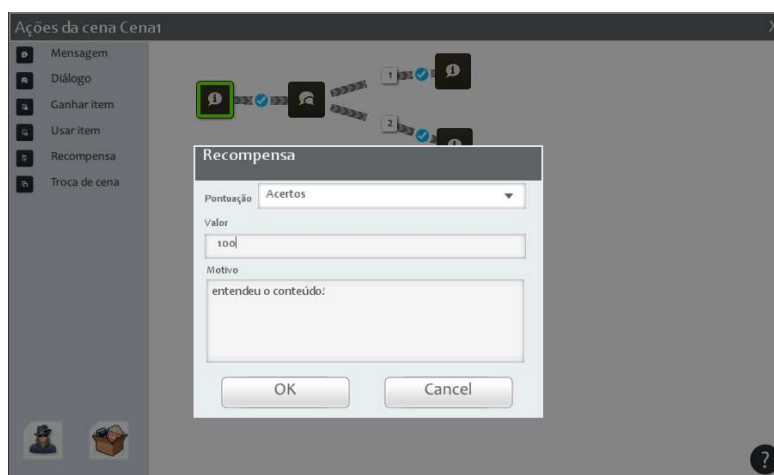 Ações da cena Cena1
X
Mensagem
Diálogo
Ganhar item
Usar item
Recompensa
Troca de cena
1
2
Recompensa
Pontuação Acertos
Valor
100
Motivo
entendeu o conteúdo!
OK Cancel
?